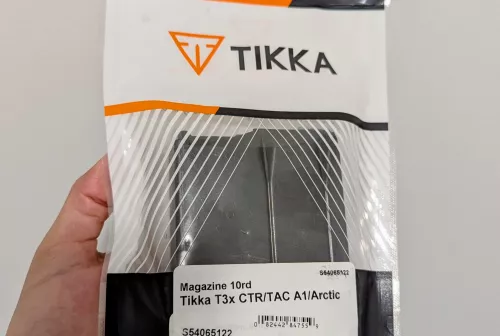 TIKKA
S54065122
Magazine 10rd
Tikka T3x CTR/TAC A1/Arctic
S54065122